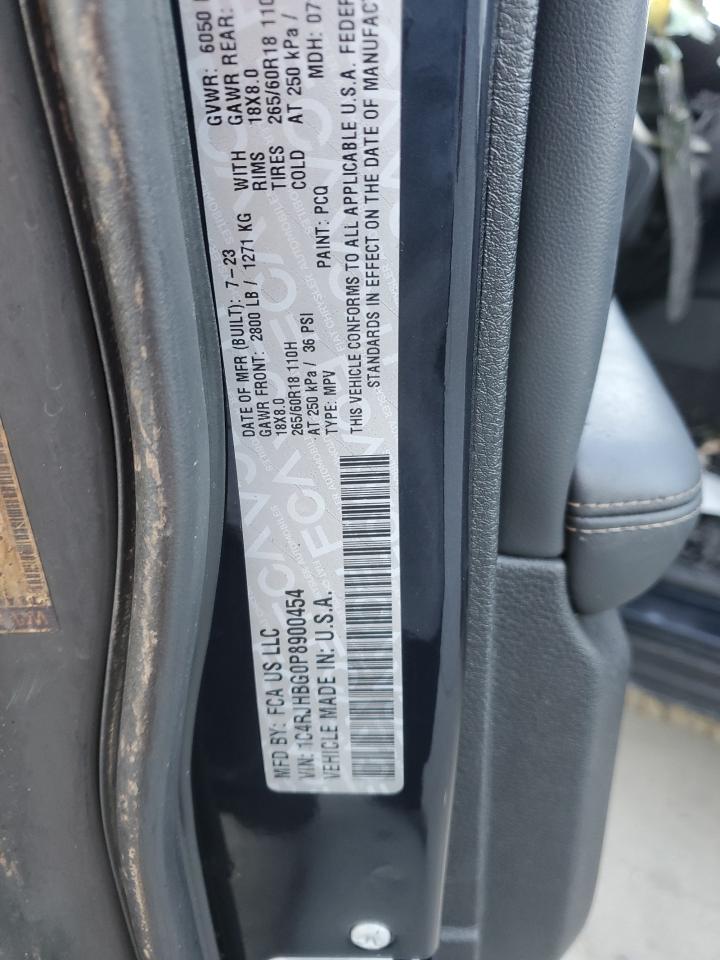 MFD BY: FCA US LLC
VIN: 1C4RJHBG0P8900454
VEHICLE MADE IN: U.S.A.
DATE OF MFR (BUILT): 7-23
GAWR FRONT: 2800 LB / 1271 KG WITH
18X8.0 RIMS
265/60R18 110H TIRES
AT 250 kPa / 36 PSI COLD
TYPE: MPV PAINT: PCQ
GVWR: 6050
GAWR REAR:
18X8.0
265/60R18 110
AT 250 kPa /
MDH: 07
THIS VEHICLE CONFORMS TO ALL APPLICABLE U.S.A. FEDER
STANDARDS IN EFFECT ON THE DATE OF MANUFAC